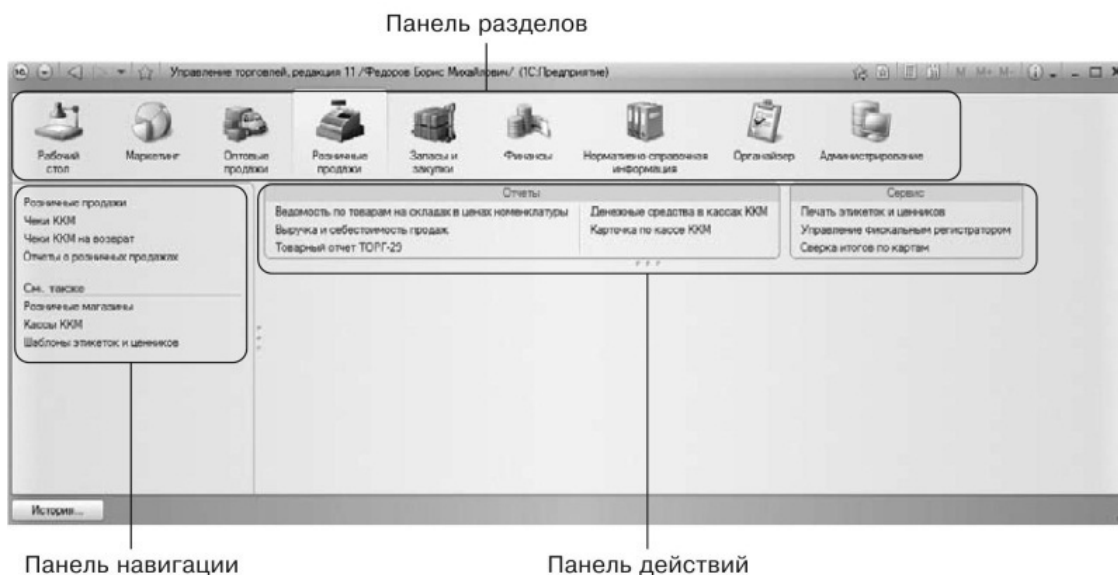 Панель разделов
Управление торговлей, редакция 11 /Федоров Борис Михайлович/ (1С:Предприятие)
M M+ M-
Рабочий стол
Маркетинг
Оптовые продажи
Розничные продажи
Запасы и закупки
Финансы
Нормативно-справочная информация
Органайзер
Администрирование
Розничные продажи
Чеки ККМ
Чеки ККМ на возврат
Отчеты о розничных продажах
См. также
Розничные магазины
Кассы ККМ
Шаблоны этикеток и ценников
Отчеты
Ведомость по товарам на складах в ценах номенклатуры
Выручка и себестоимость продаж
Товарный отчет ТОРГ-29
Денежные средства в кассах ККМ
Карточка по кассе ККМ
Сервис
Печать этикеток и ценников
Управление фискальным регистратором
Сверка итогов по картам
История...
Панель навигации
Панель действий